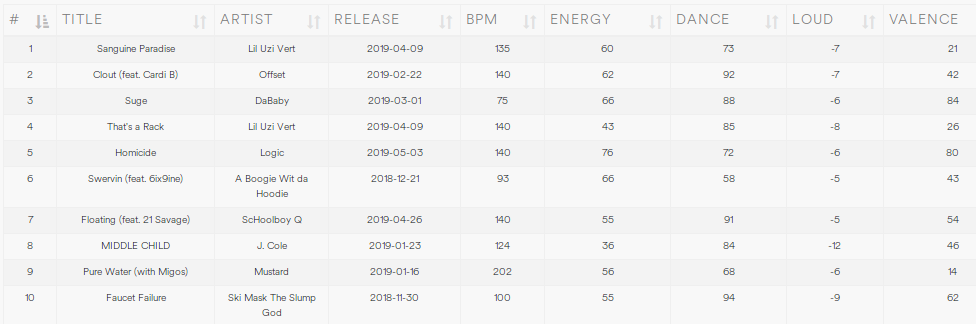 # TITLE ARTIST RELEASE BPM ENERGY DANCE LOUD VALENCE
1 Sanguine Paradise Lil Uzi Vert 2019-04-09 135 60 73 -7 21
2 Clout (feat. Cardi B) Offset 2019-02-22 140 62 92 -7 42
3 Suge DaBaby 2019-03-01 75 66 88 -6 84
4 That's a Rack Lil Uzi Vert 2019-04-09 140 43 85 -8 26
5 Homicide Logic 2019-05-03 140 76 72 -6 80
6 Swervin (feat. 6ix9ine) A Boogie Wit da 2018-12-21 93 66 58 -5 43
Hoodie
7 Floating (feat. 21 Savage) ScHoolboy Q 2019-04-26 140 55 91 -5 54
8 MIDDLE CHILD J. Cole 2019-01-23 124 36 84 -12 46
9 Pure Water (with Migos) Mustard 2019-01-16 202 56 68 -6 14
10 Faucet Failure Ski Mask The Slump 2018-11-30 100 55 94 -9 62
God